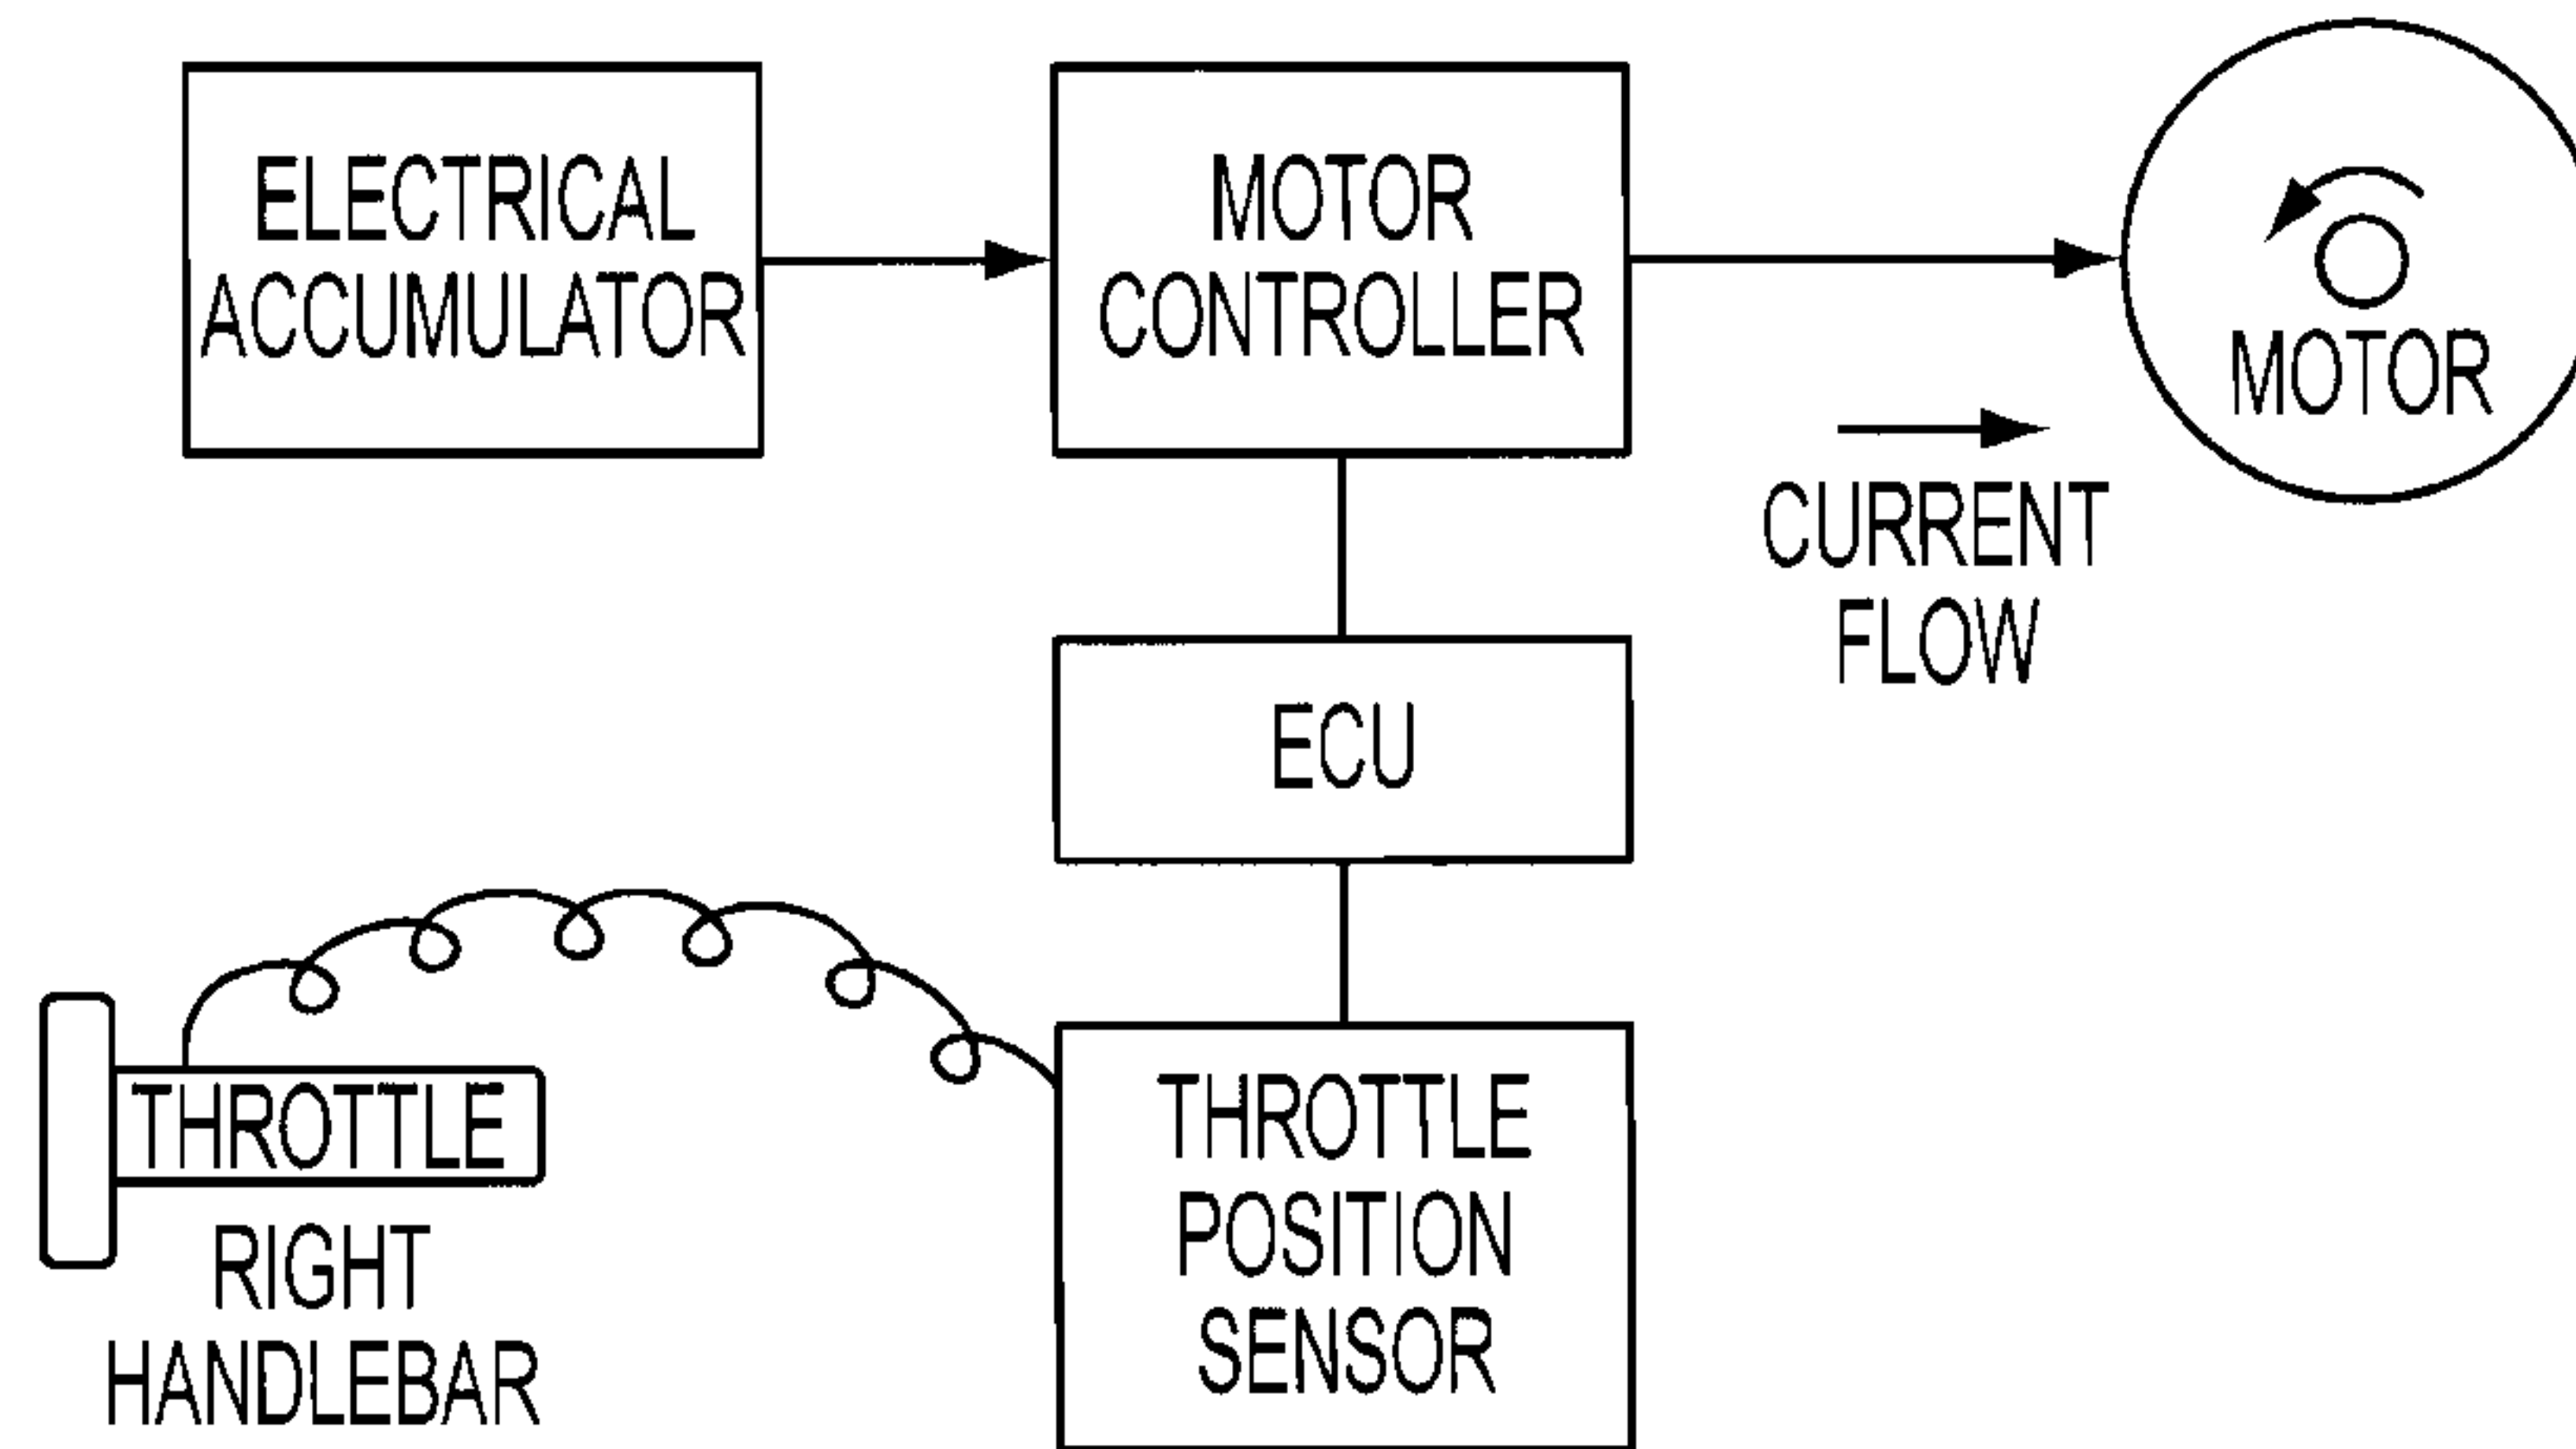 ELECTRICAL
ACCUMULATOR
MOTOR
CONTROLLER
MOTOR
CURRENT
FLOW
ECU
THROTTLE
RIGHT
HANDLEBAR
THROTTLE
POSITION
SENSOR